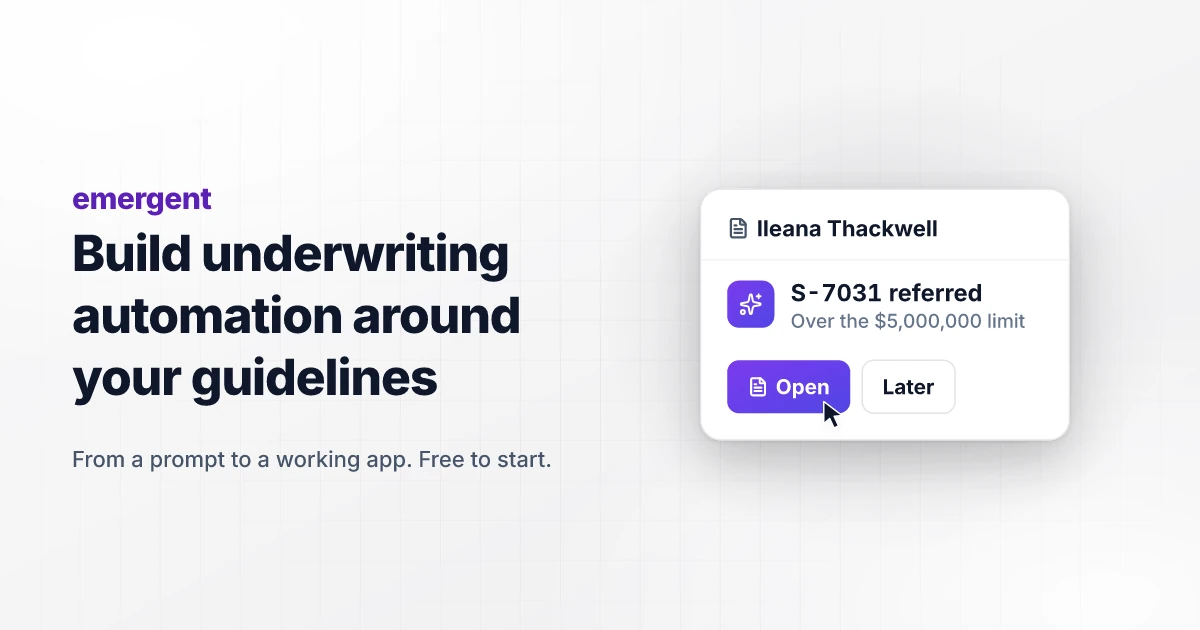 emergent
Build underwriting
automation around
your guidelines
From a prompt to a working app. Free to start.
Ileana Thackwell
S-7031 referred
Over the $5,000,000 limit
Open
Later